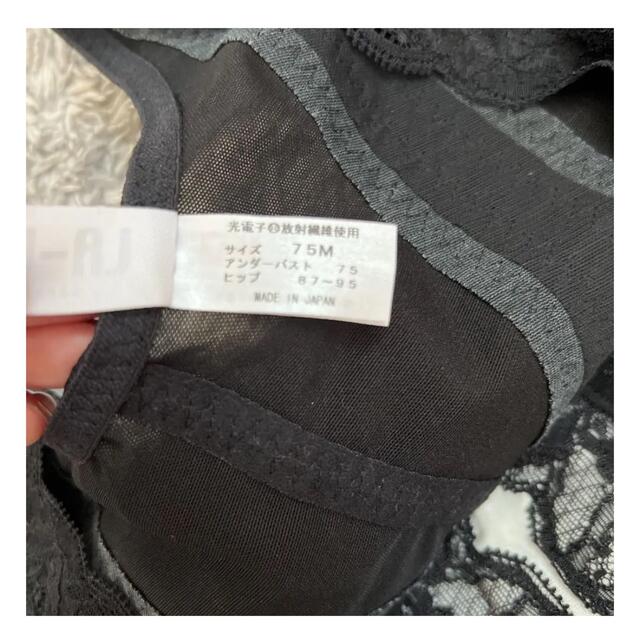 光電子®放射繊維使用
サイズ 75M
アンダーバスト 75
ヒップ 87~95
MADE IN JAPAN